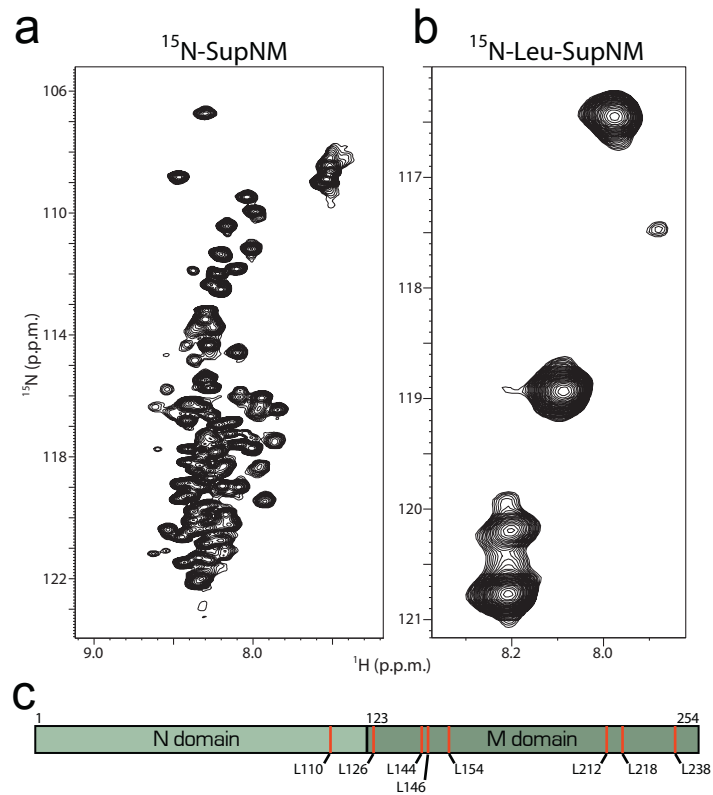 a
¹⁵N-SupNM
b
¹⁵N-Leu-SupNM
106
110
114
118
122
¹⁵N (p.p.m.)
9.0
8.0
117
118
119
120
121
8.2
8.0
¹H (p.p.m.)
c
1
123
254
N domain
M domain
L110
L126
L144
L146
L154
L212
L218
L238